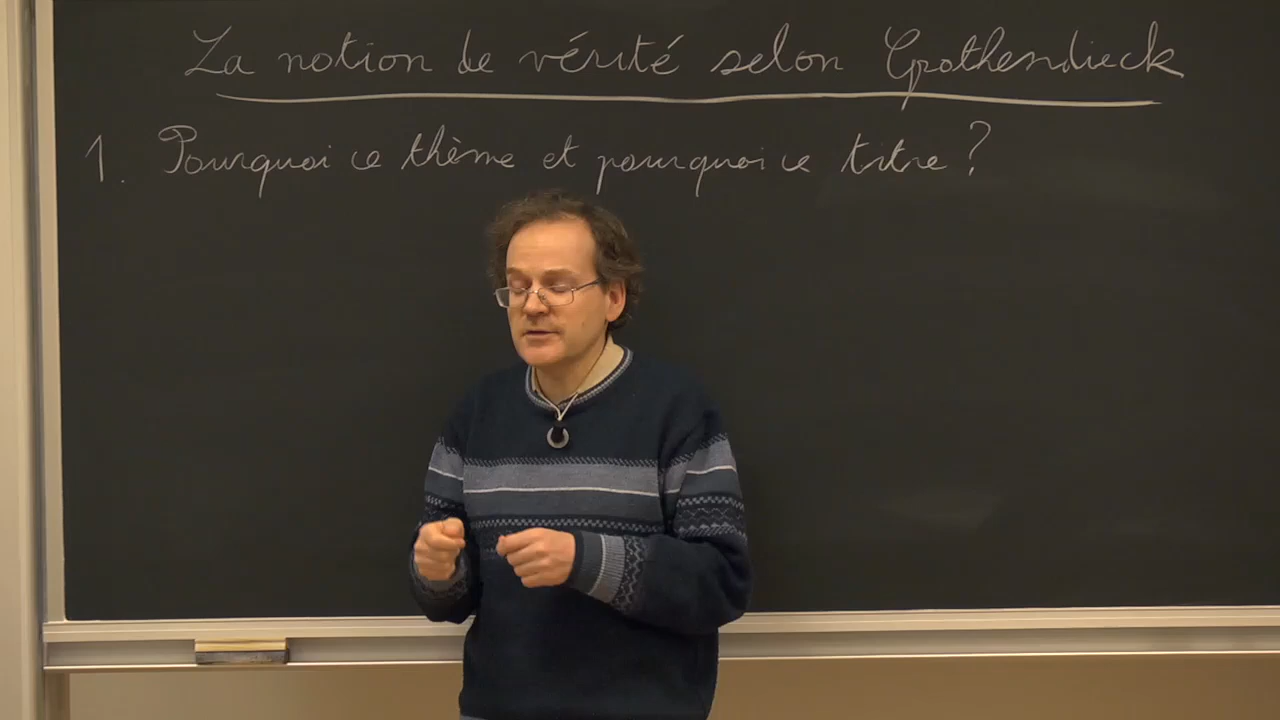 La notion de vérité selon Grothendieck
1. Pourquoi ce thème et pourquoi ce titre ?